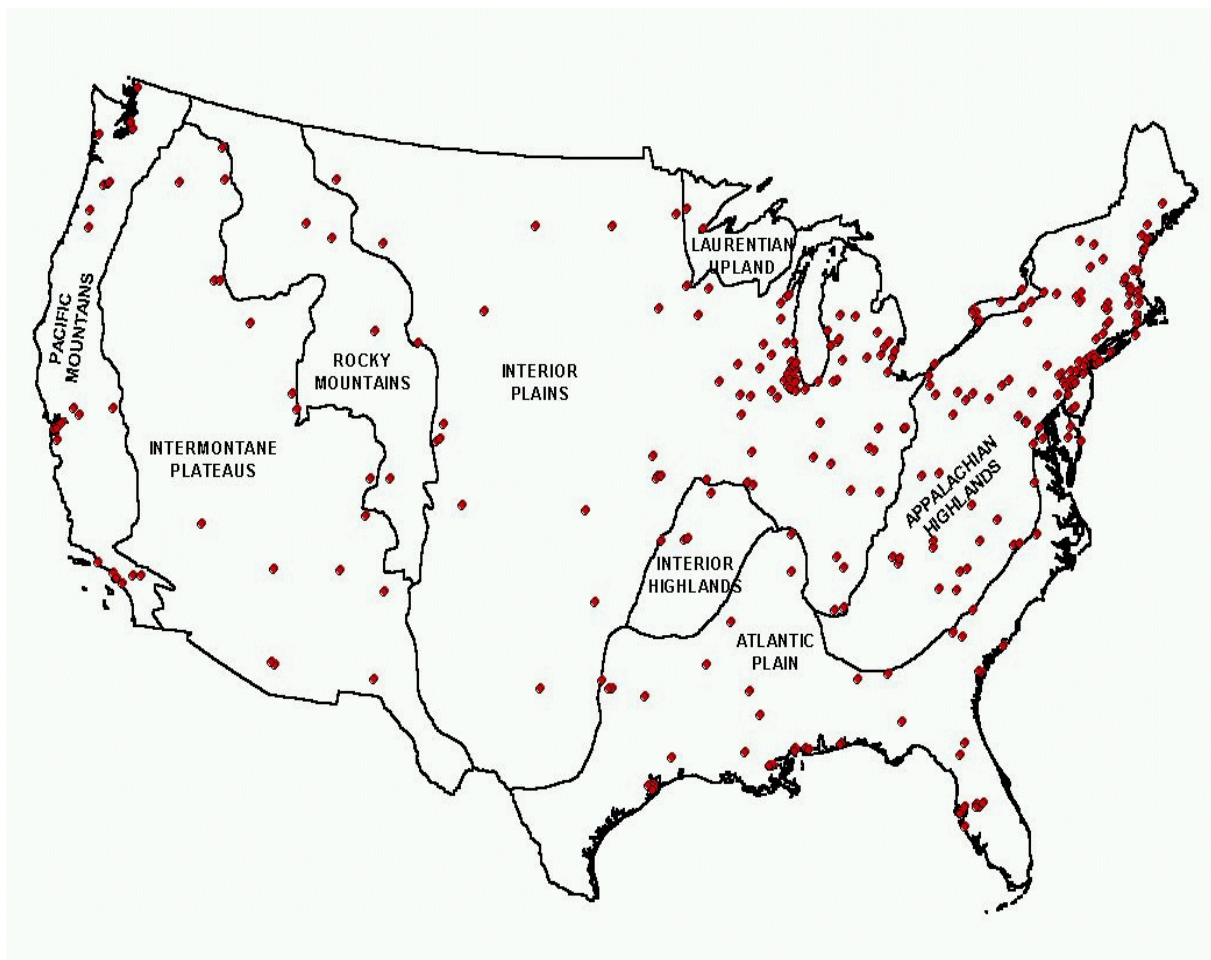 LAURENTIAN
UPLAND
PACIFIC
MOUNTAINS
ROCKY
MOUNTAINS
INTERIOR
PLAINS
INTERMONTANE
PLATEAUS
APPALACHIAN
HIGHLANDS
INTERIOR
HIGHLANDS
ATLANTIC
PLAIN